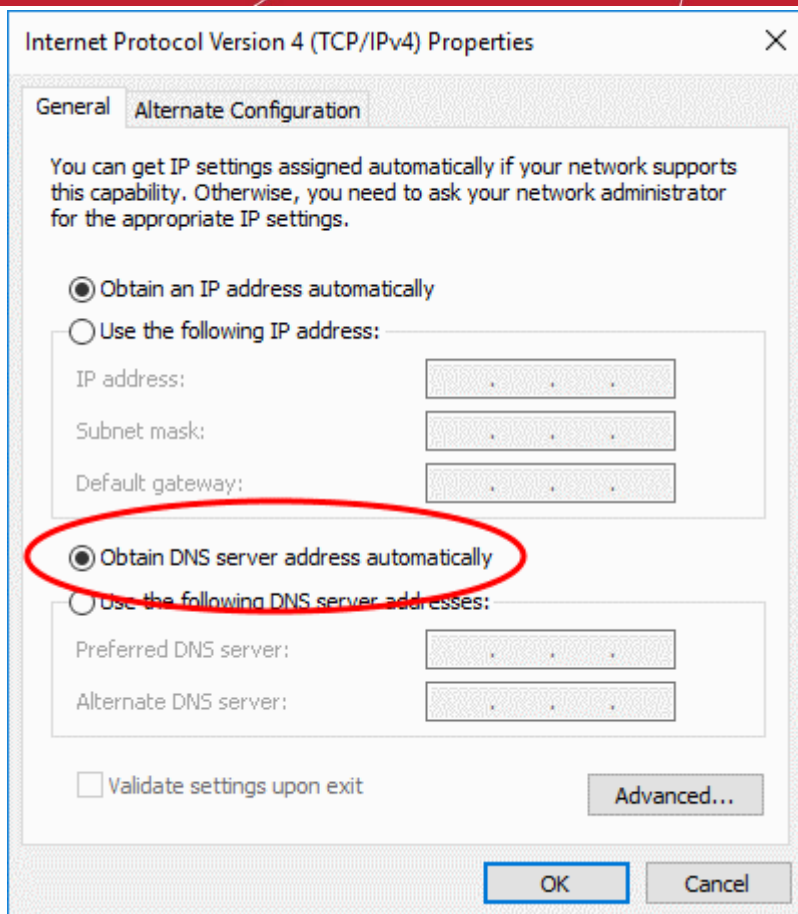 Internet Protocol Version 4 (TCP/IPv4) Properties
General
Alternate Configuration
You can get IP settings assigned automatically if your network supports
this capability. Otherwise, you need to ask your network administrator
for the appropriate IP settings.
Obtain an IP address automatically
Use the following IP address:
IP address:
Subnet mask:
Default gateway:
Obtain DNS server address automatically
Use the following DNS server addresses:
Preferred DNS server:
Alternate DNS server:
Validate settings upon exit
Advanced...
OK
Cancel